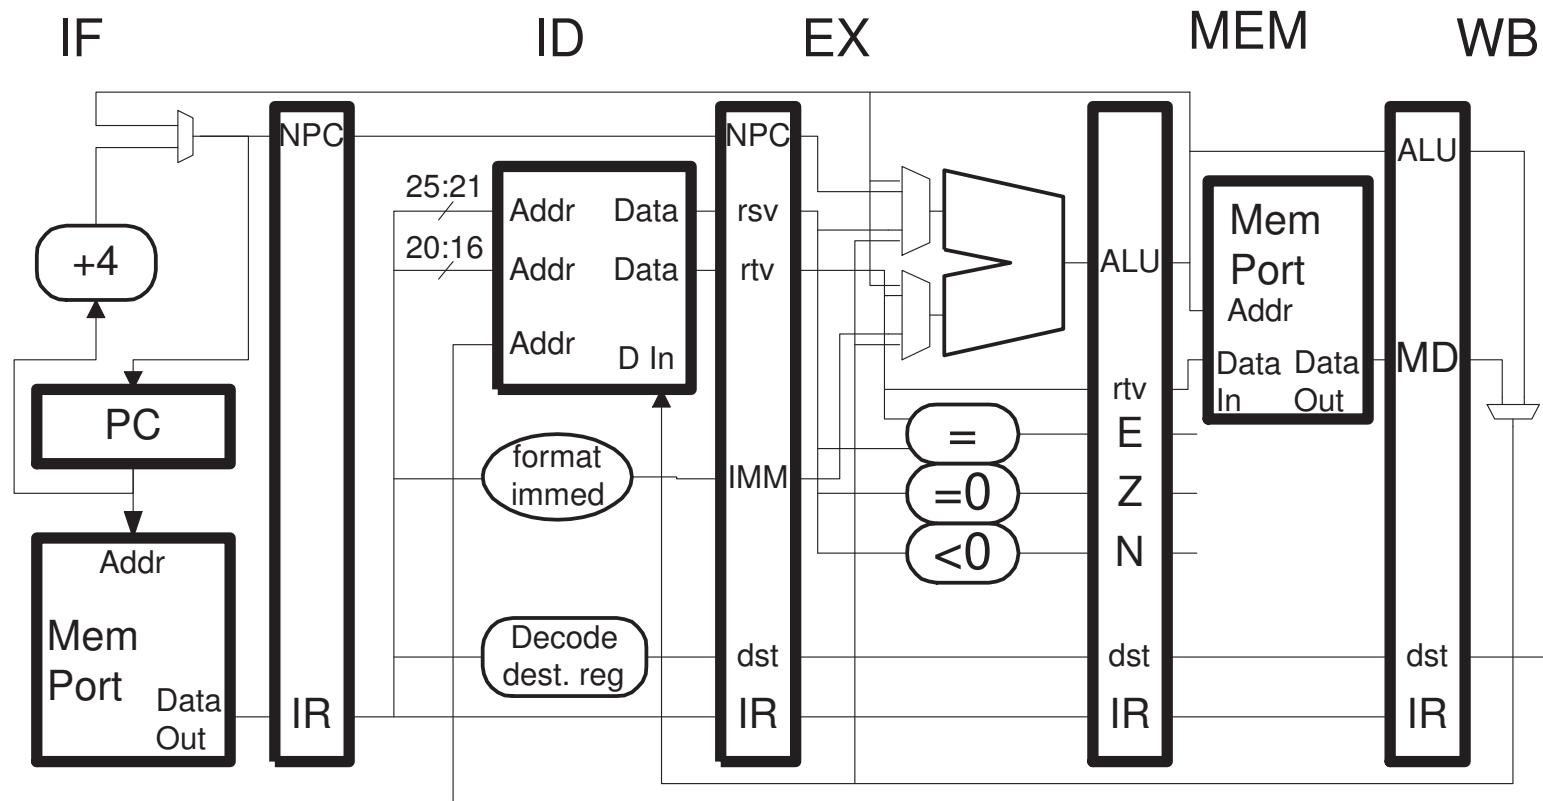 IF
ID
EX
MEM
WB
NPC
NPC
ALU
25:21
Addr
Data
rsv
20:16
Addr
Data
rtv
Mem
Port
+4
ALU
Addr
Addr
D In
Data
In
Data
Out
MD
rtv
PC
=
E
format
immed
IMM
=0
Z
<0
N
Addr
Mem
Port
Data
Out
Decode
dest. reg
dst
dst
dst
IR
IR
IR
IR